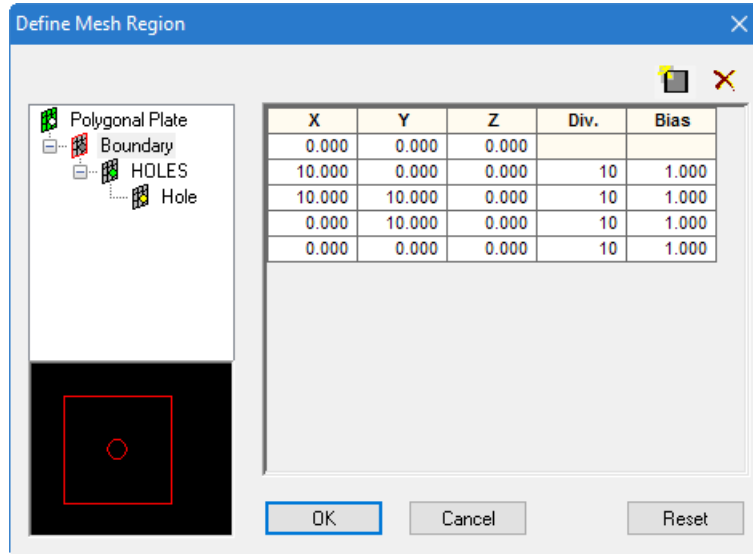 Define Mesh Region
Polygonal Plate
Boundary
HOLES
Hole
X Y Z Div. Bias
0.000 0.000 0.000
10.000 0.000 0.000 10 1.000
10.000 10.000 0.000 10 1.000
0.000 10.000 0.000 10 1.000
0.000 0.000 0.000 10 1.000
OK Cancel Reset